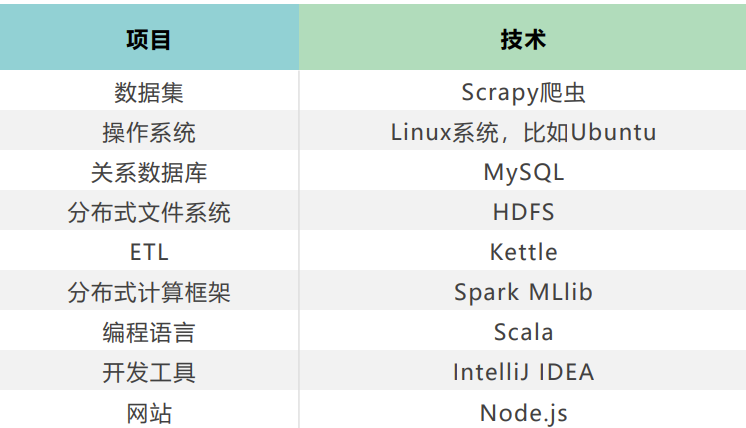 项目 技术
数据集 Scrapy爬虫
操作系统 Linux系统，比如Ubuntu
关系数据库 MySQL
分布式文件系统 HDFS
ETL Kettle
分布式计算框架 Spark MLlib
编程语言 Scala
开发工具 IntelliJ IDEA
网站 Node.js